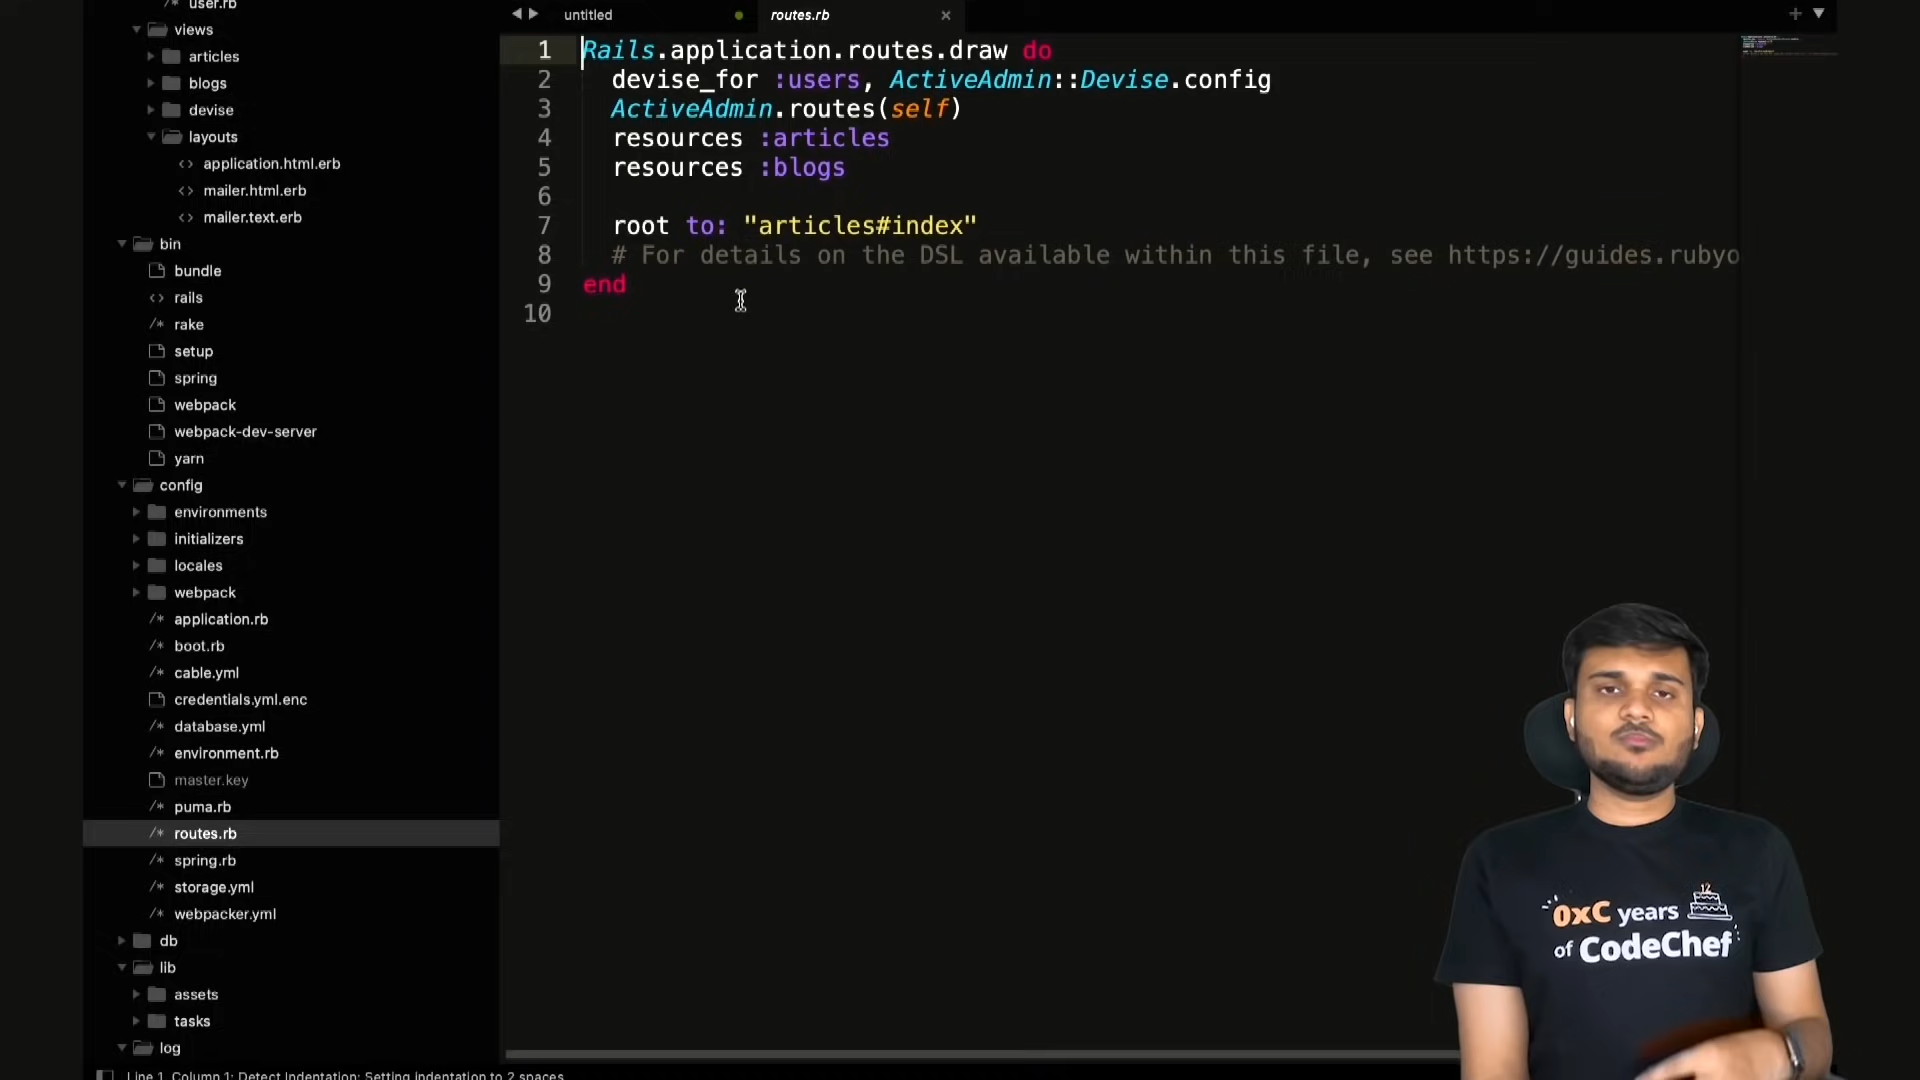 user.rb
views
articles
blogs
devise
layouts
application.html.erb
mailer.html.erb
mailer.text.erb
bin
bundle
rails
rake
setup
spring
webpack
webpack-dev-server
yarn
config
environments
initializers
locales
webpack
application.rb
boot.rb
cable.yml
credentials.yml.enc
database.yml
environment.rb
master.key
puma.rb
routes.rb
spring.rb
storage.yml
webpacker.yml
db
lib
assets
tasks
log
Line 1, Column 1; Detect Indentation: Setting indentation to 2 spaces
untitled
routes.rb
1 Rails.application.routes.draw do
2 devise_for :users, ActiveAdmin::Devise.config
3 ActiveAdmin.routes(self)
4 resources :articles
5 resources :blogs
6
7 root to: "articles#index"
8 # For details on the DSL available within this file, see https://guides.rubyo
9 end
10
12
0xC years
of CodeChef